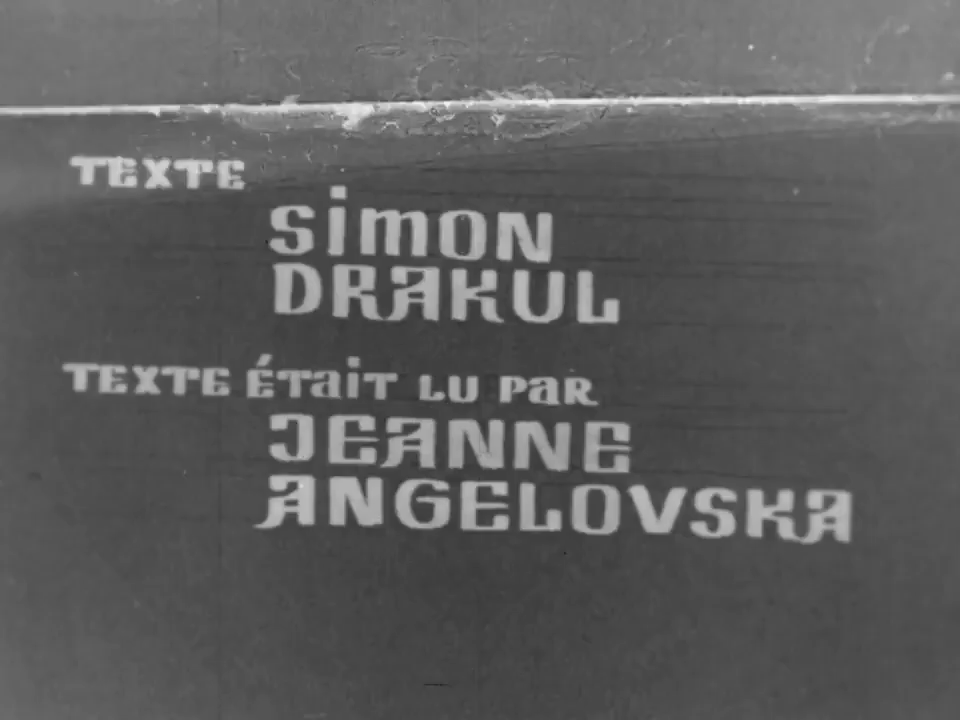 TEXTE
SIMON
DRAKUL
TEXTE ÉTAIT LU PAR
JEANNE
ANGELOVSKA